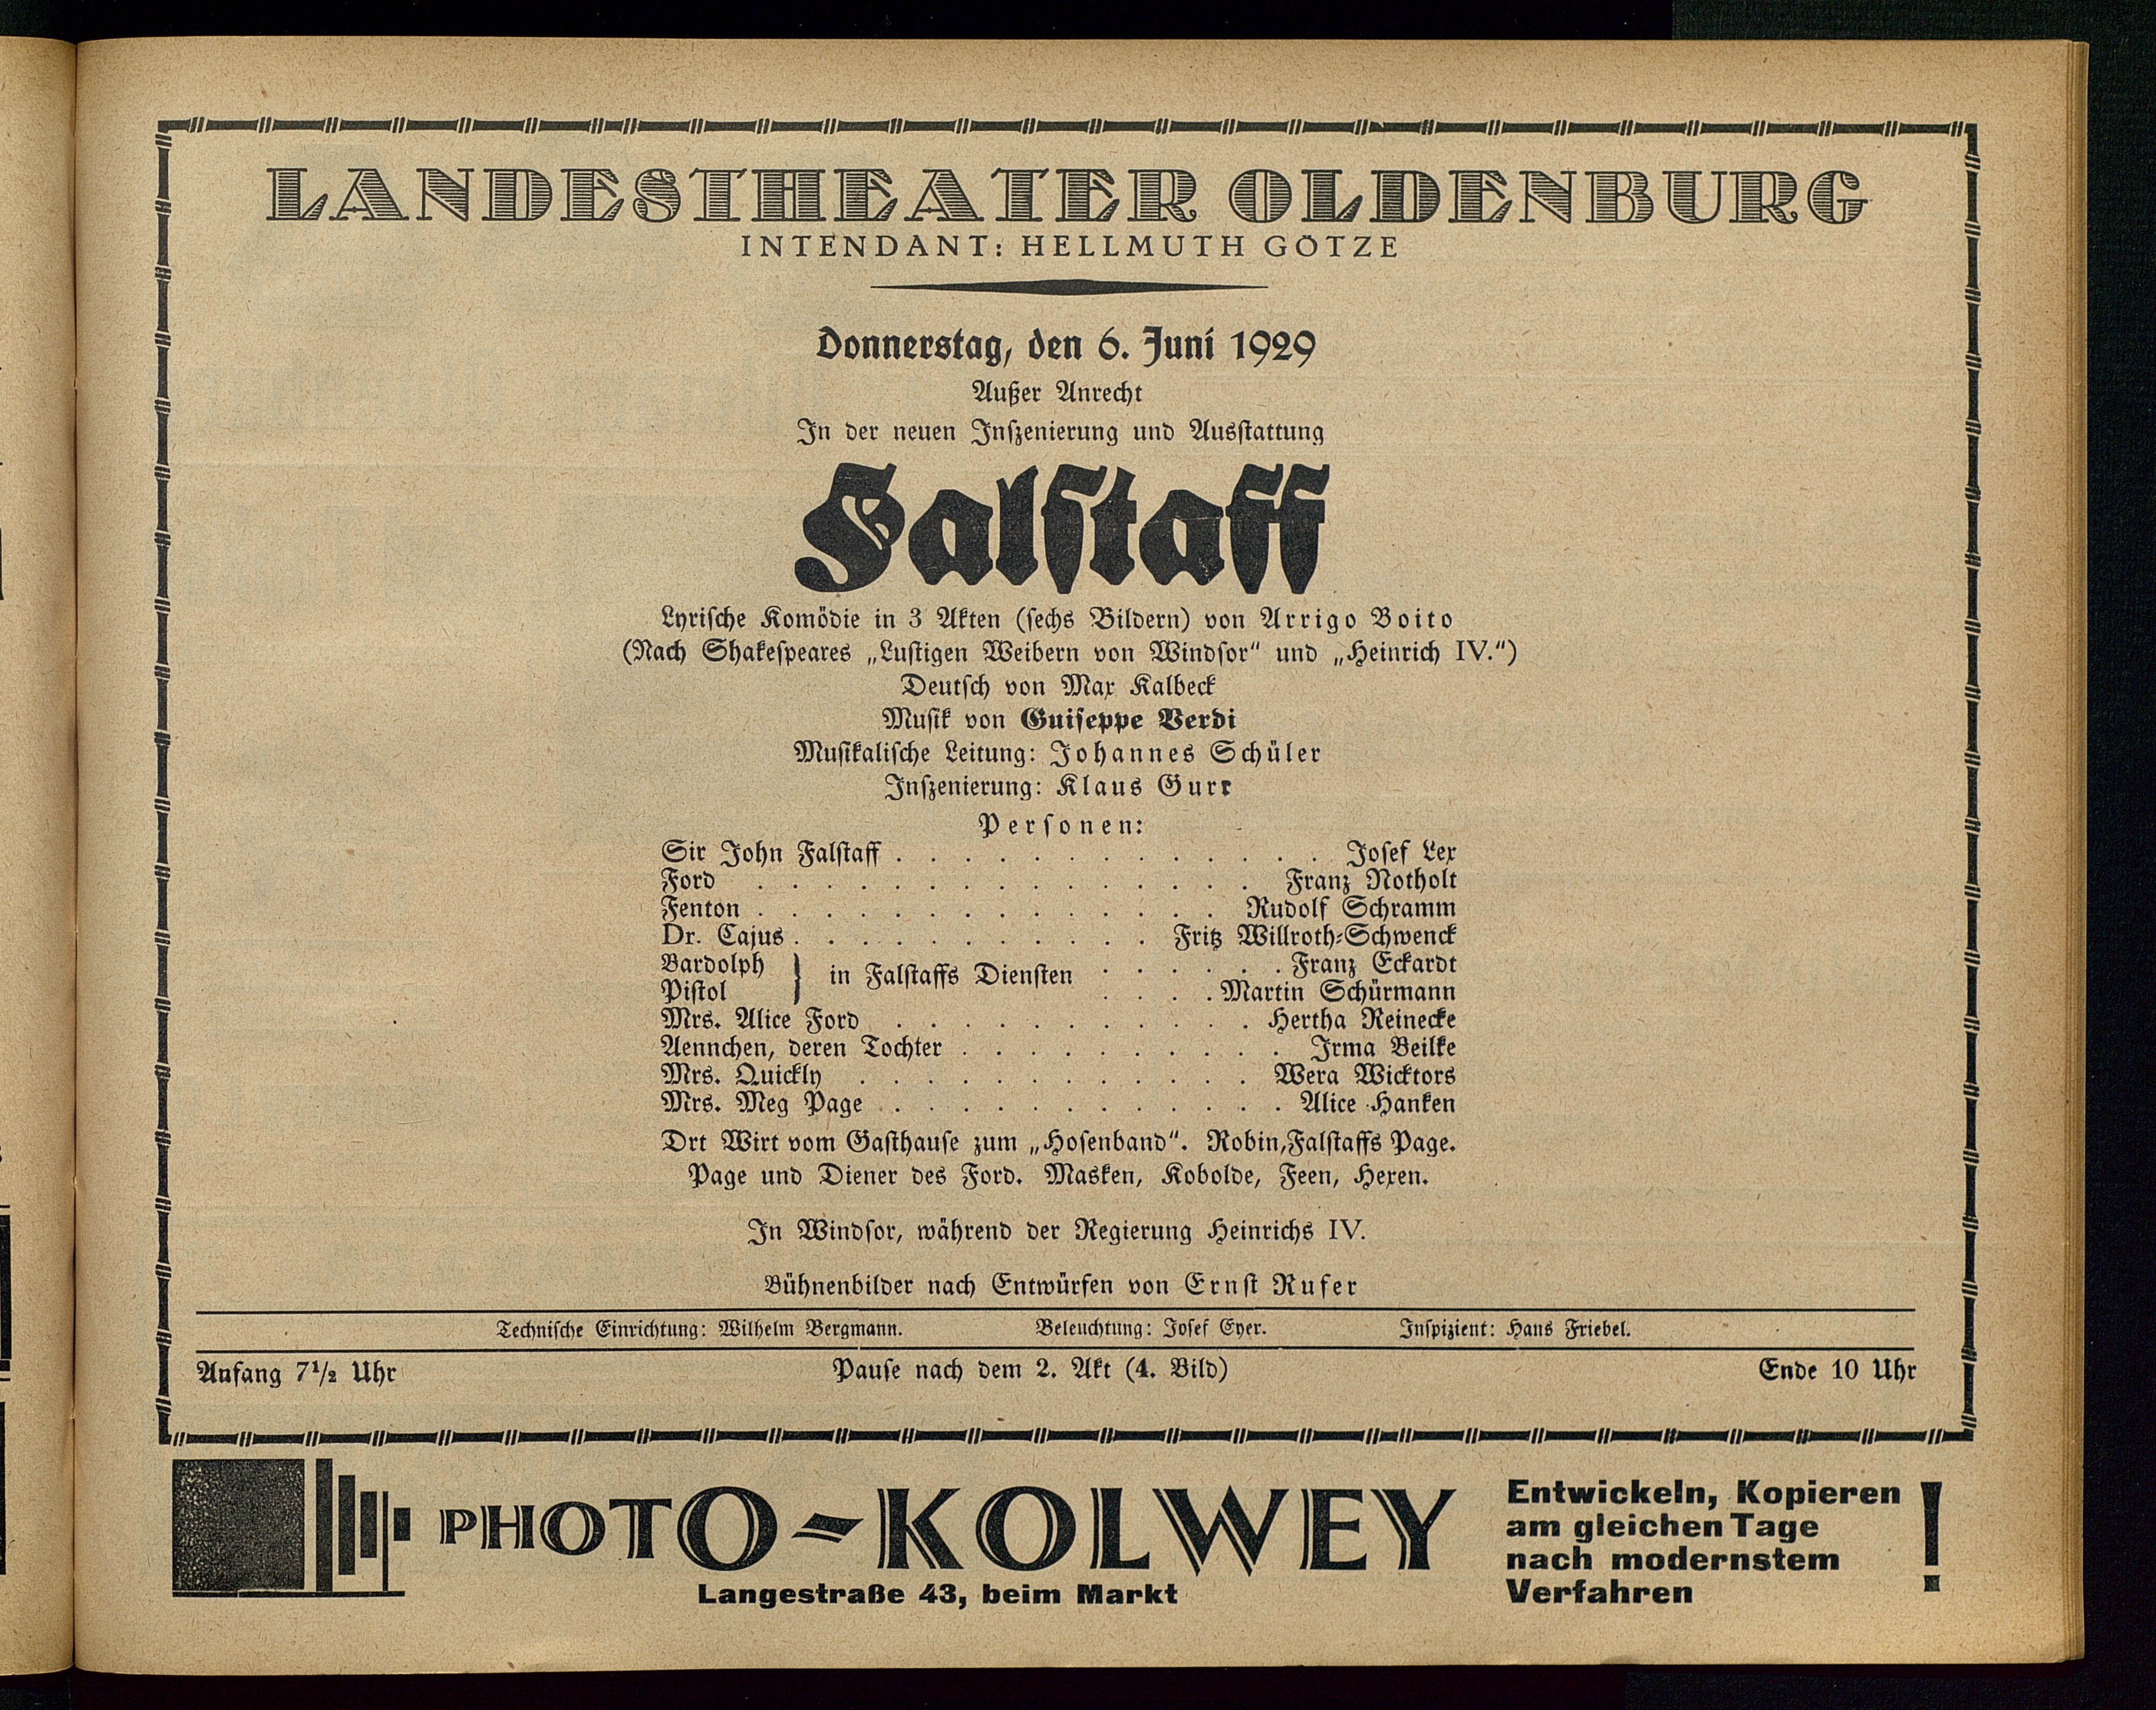 LANDESTHEATER OLDENBURG
INTENDANT: HELLMUTH GÖTZE
Donnerstag, den 6. Juni 1929
Außer Anrecht
In der neuen Inszenierung und Ausstattung
Falstaff
Lyrische Komödie in 3 Akten (sechs Bildern) von Arrigo Boito
(Nach Shakespeares „Lustigen Weibern von Windsor“ und „Heinrich IV.“)
Deutsch von Max Kalbeck
Musik von Guiseppe Verdi
Musikalische Leitung: Johannes Schüler
Inszenierung: Klaus Gurr
Personen:
Sir John Falstaff . . . . . . . . . . . . . Josef Lex
Ford . . . . . . . . . . . . . . . Franz Notholt
Fenton . . . . . . . . . . . . . . Rudolf Schramm
Dr. Cajus . . . . . . . . . . . Fritz Willroth-Schwenck
Bardolph } in Falstaffs Diensten . . . . . . Franz Eckardt
Pistol } in Falstaffs Diensten . . . . Martin Schürmann
Mrs. Alice Ford . . . . . . . . . . . Hertha Reinecke
Aennchen, deren Tochter . . . . . . . . . . Irma Beilke
Mrs. Quickly . . . . . . . . . . . . Wera Wicktors
Mrs. Meg Page . . . . . . . . . . . . Alice Hanken
Drt Wirt vom Gasthause zum „Hosenband“. Robin, Falstaffs Page.
Page und Diener des Ford. Masken, Kobolde, Feen, Hexen.
In Windsor, während der Regierung Heinrichs IV.
Bühnenbilder nach Entwürfen von Ernst Rufer
Technische Einrichtung: Wilhelm Bergmann. Beleuchtung: Josef Eyer. Inspizient: Hans Friebel.
Anfang 7½ Uhr Pause nach dem 2. Akt (4. Bild) Ende 10 Uhr
PHOTO-KOLWEY
Langestraße 43, beim Markt
Entwickeln, Kopieren
am gleichen Tage
nach modernstem
Verfahren !